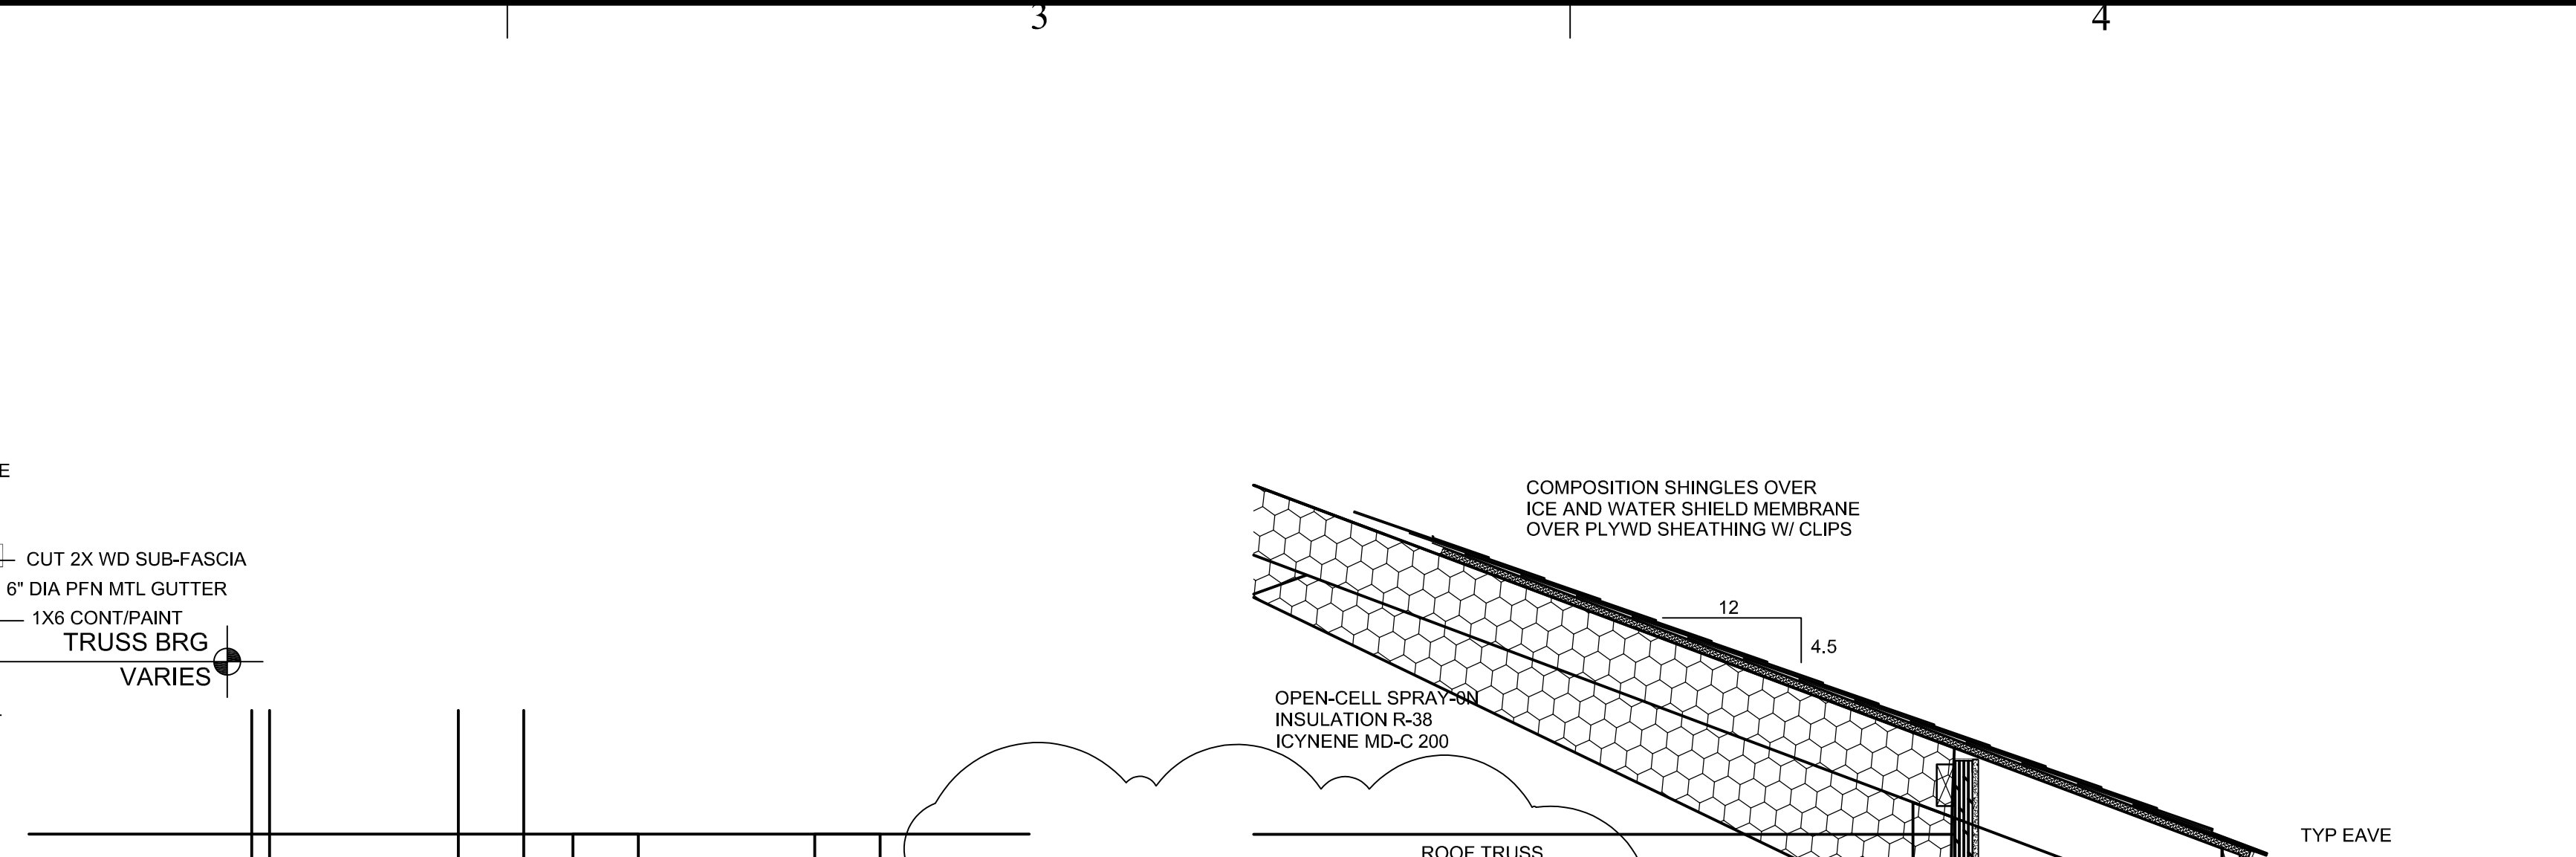 3
4
E
CUT 2X WD SUB-FASCIA
6" DIA PFN MTL GUTTER
1X6 CONT/PAINT
TRUSS BRG
VARIES
COMPOSITION SHINGLES OVER
ICE AND WATER SHIELD MEMBRANE
OVER PLYWD SHEATHING W/ CLIPS
12
4.5
OPEN-CELL SPRAY-0N
INSULATION R-38
ICYNENE MD-C 200
ROOF TRUSS
TYP EAVE